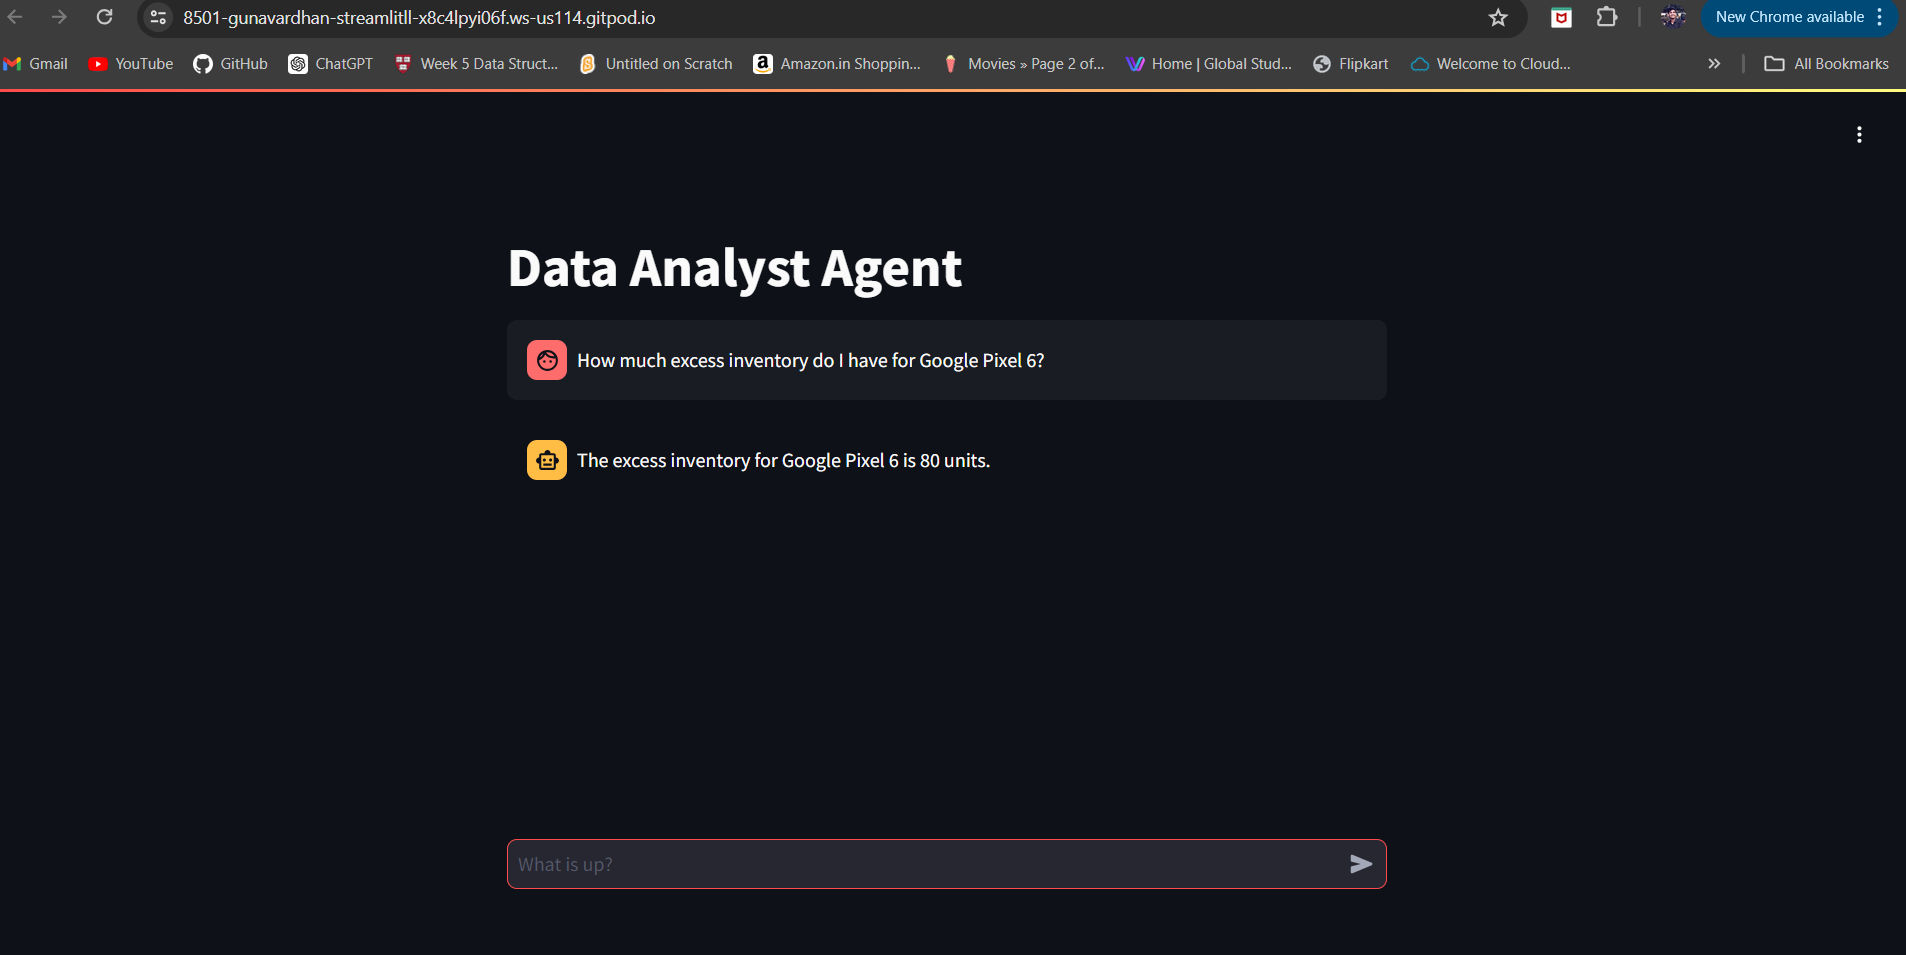 8501-gunavardhan-streamlitll-x8c4lpyi06f.ws-us114.gitpod.io
New Chrome available
Gmail
YouTube
GitHub
ChatGPT
Week 5 Data Struct...
Untitled on Scratch
Amazon.in Shoppin...
Movies » Page 2 of...
Home | Global Stud...
Flipkart
Welcome to Cloud...
All Bookmarks
Data Analyst Agent
How much excess inventory do I have for Google Pixel 6?
The excess inventory for Google Pixel 6 is 80 units.
What is up?